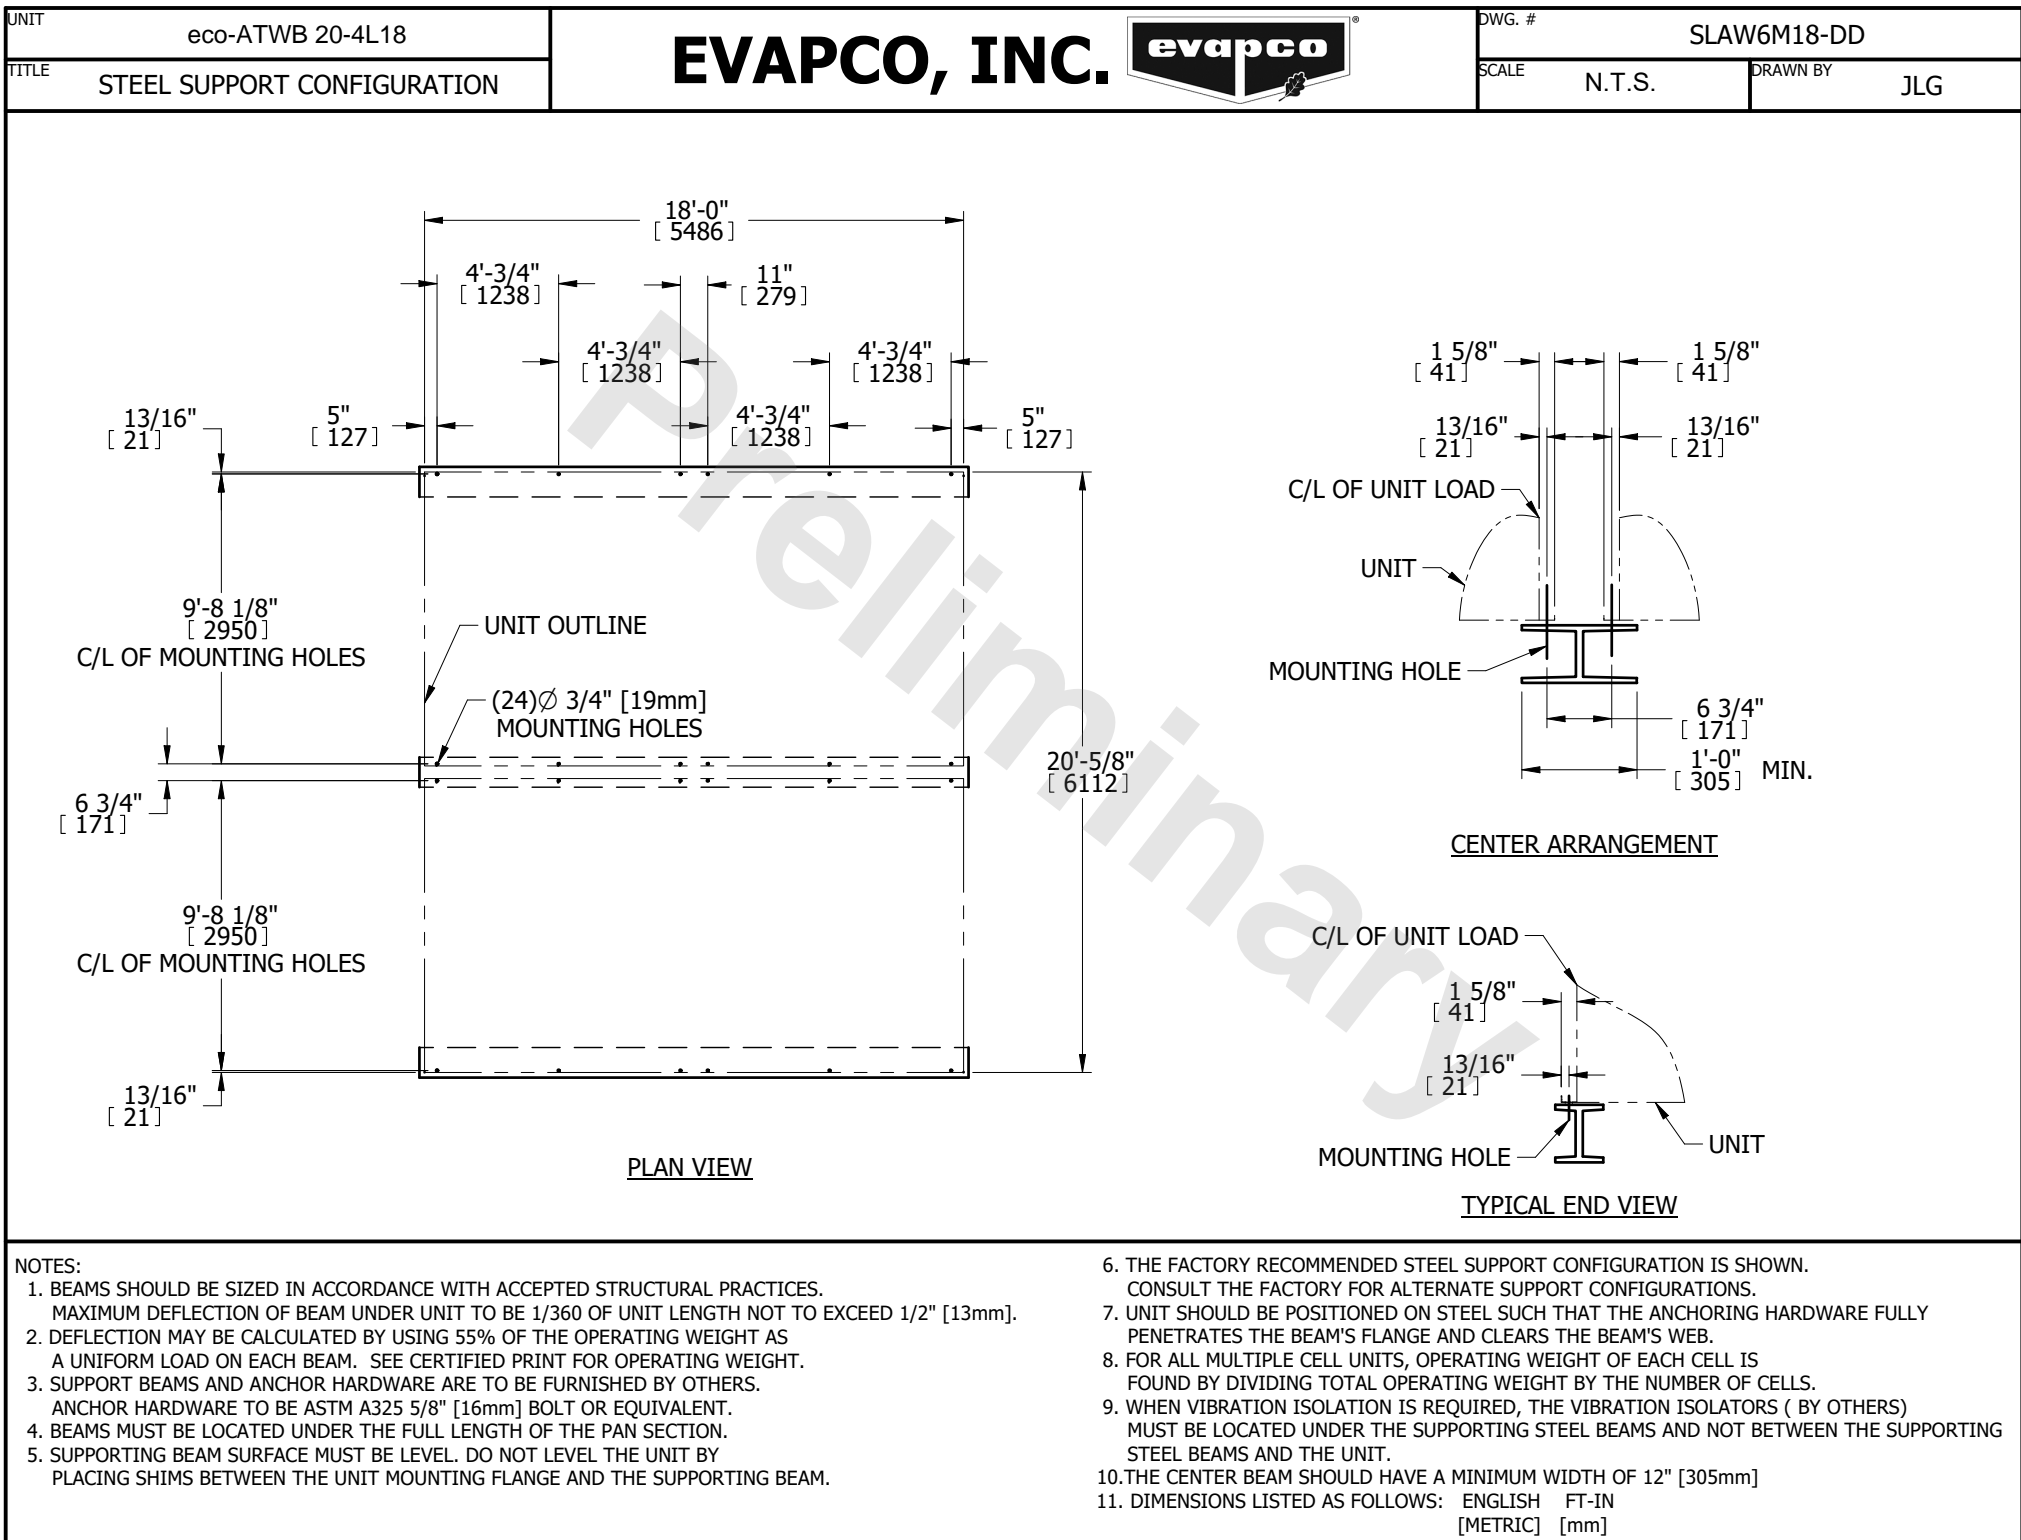 UNIT
eco-ATWB 20-4L18
TITLE
STEEL SUPPORT CONFIGURATION
EVAPCO, INC.
evapco®
DWG. #
SLAW6M18-DD
SCALE
N.T.S.
DRAWN BY
JLG
18'-0"
[ 5486 ]
4'-3/4"
[ 1238 ]
11"
[ 279 ]
4'-3/4"
[ 1238 ]
4'-3/4"
[ 1238 ]
13/16"
[ 21 ]
5"
[ 127 ]
4'-3/4"
[ 1238 ]
5"
[ 127 ]
9'-8 1/8"
[ 2950 ]
C/L OF MOUNTING HOLES
UNIT OUTLINE
(24)∅ 3/4" [19mm]
MOUNTING HOLES
6 3/4"
[ 171 ]
20'-5/8"
[ 6112 ]
9'-8 1/8"
[ 2950 ]
C/L OF MOUNTING HOLES
13/16"
[ 21 ]
PLAN VIEW
Preliminary
1 5/8"
[ 41 ]
1 5/8"
[ 41 ]
13/16"
[ 21 ]
13/16"
[ 21 ]
C/L OF UNIT LOAD
UNIT
MOUNTING HOLE
6 3/4"
[ 171 ]
1'-0"
[ 305 ] MIN.
CENTER ARRANGEMENT
C/L OF UNIT LOAD
1 5/8"
[ 41 ]
13/16"
[ 21 ]
MOUNTING HOLE
UNIT
TYPICAL END VIEW
NOTES:
1. BEAMS SHOULD BE SIZED IN ACCORDANCE WITH ACCEPTED STRUCTURAL PRACTICES.
MAXIMUM DEFLECTION OF BEAM UNDER UNIT TO BE 1/360 OF UNIT LENGTH NOT TO EXCEED 1/2" [13mm].
2. DEFLECTION MAY BE CALCULATED BY USING 55% OF THE OPERATING WEIGHT AS
A UNIFORM LOAD ON EACH BEAM. SEE CERTIFIED PRINT FOR OPERATING WEIGHT.
3. SUPPORT BEAMS AND ANCHOR HARDWARE ARE TO BE FURNISHED BY OTHERS.
ANCHOR HARDWARE TO BE ASTM A325 5/8" [16mm] BOLT OR EQUIVALENT.
4. BEAMS MUST BE LOCATED UNDER THE FULL LENGTH OF THE PAN SECTION.
5. SUPPORTING BEAM SURFACE MUST BE LEVEL. DO NOT LEVEL THE UNIT BY
PLACING SHIMS BETWEEN THE UNIT MOUNTING FLANGE AND THE SUPPORTING BEAM.
6. THE FACTORY RECOMMENDED STEEL SUPPORT CONFIGURATION IS SHOWN.
CONSULT THE FACTORY FOR ALTERNATE SUPPORT CONFIGURATIONS.
7. UNIT SHOULD BE POSITIONED ON STEEL SUCH THAT THE ANCHORING HARDWARE FULLY
PENETRATES THE BEAM'S FLANGE AND CLEARS THE BEAM'S WEB.
8. FOR ALL MULTIPLE CELL UNITS, OPERATING WEIGHT OF EACH CELL IS
FOUND BY DIVIDING TOTAL OPERATING WEIGHT BY THE NUMBER OF CELLS.
9. WHEN VIBRATION ISOLATION IS REQUIRED, THE VIBRATION ISOLATORS ( BY OTHERS)
MUST BE LOCATED UNDER THE SUPPORTING STEEL BEAMS AND NOT BETWEEN THE SUPPORTING
STEEL BEAMS AND THE UNIT.
10.THE CENTER BEAM SHOULD HAVE A MINIMUM WIDTH OF 12" [305mm]
11. DIMENSIONS LISTED AS FOLLOWS: ENGLISH FT-IN
[METRIC] [mm]